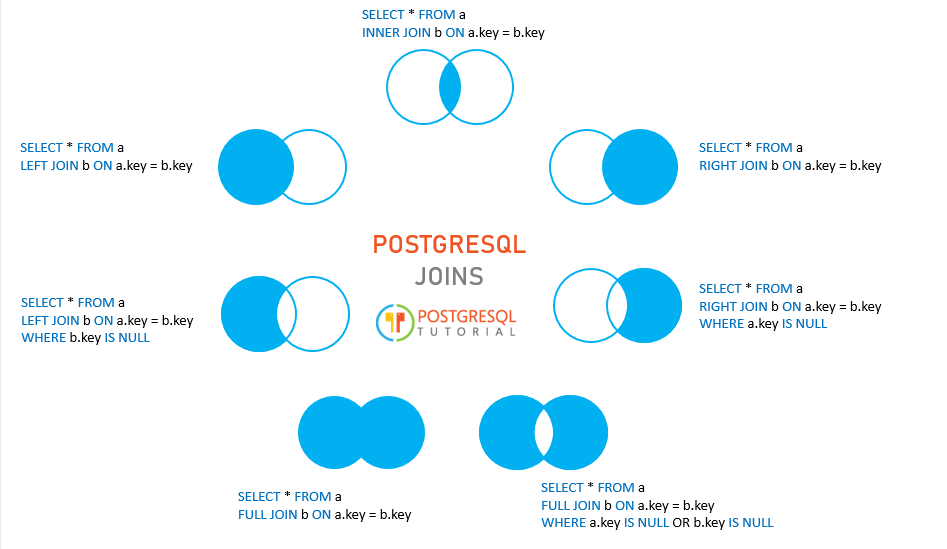 SELECT * FROM a
INNER JOIN b ON a.key = b.key
SELECT * FROM a
LEFT JOIN b ON a.key = b.key
SELECT * FROM a
RIGHT JOIN b ON a.key = b.key
POSTGRESQL
JOINS
POSTGRESQL
TUTORIAL
SELECT * FROM a
LEFT JOIN b ON a.key = b.key
WHERE b.key IS NULL
SELECT * FROM a
RIGHT JOIN b ON a.key = b.key
WHERE a.key IS NULL
SELECT * FROM a
FULL JOIN b ON a.key = b.key
SELECT * FROM a
FULL JOIN b ON a.key = b.key
WHERE a.key IS NULL OR b.key IS NULL